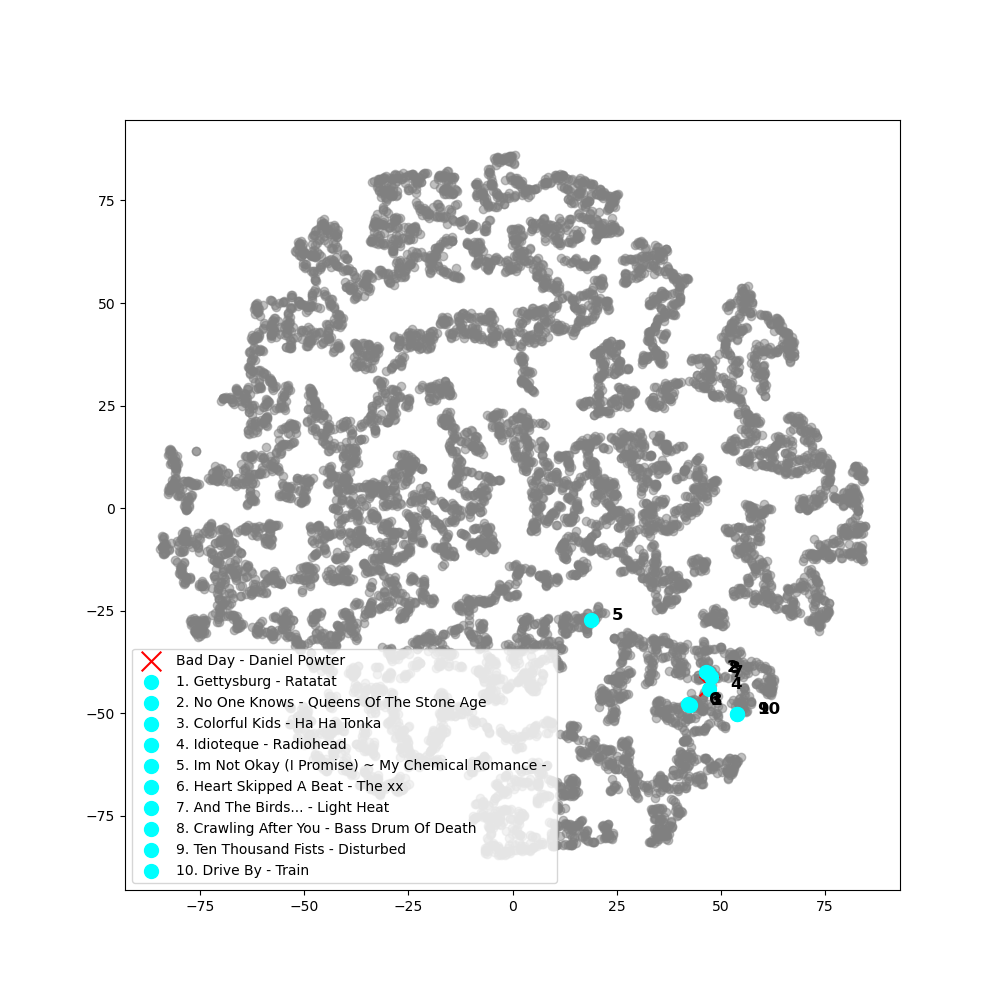 75
50
25
0
−25
−50
−75
5
4
10
Bad Day - Daniel Powter
1. Gettysburg - Ratatat
2. No One Knows - Queens Of The Stone Age
3. Colorful Kids - Ha Ha Tonka
4. Idioteque - Radiohead
5. Im Not Okay (I Promise) ~ My Chemical Romance -
6. Heart Skipped A Beat - The xx
7. And The Birds... - Light Heat
8. Crawling After You - Bass Drum Of Death
9. Ten Thousand Fists - Disturbed
10. Drive By - Train
−75
−50
−25
0
25
50
75